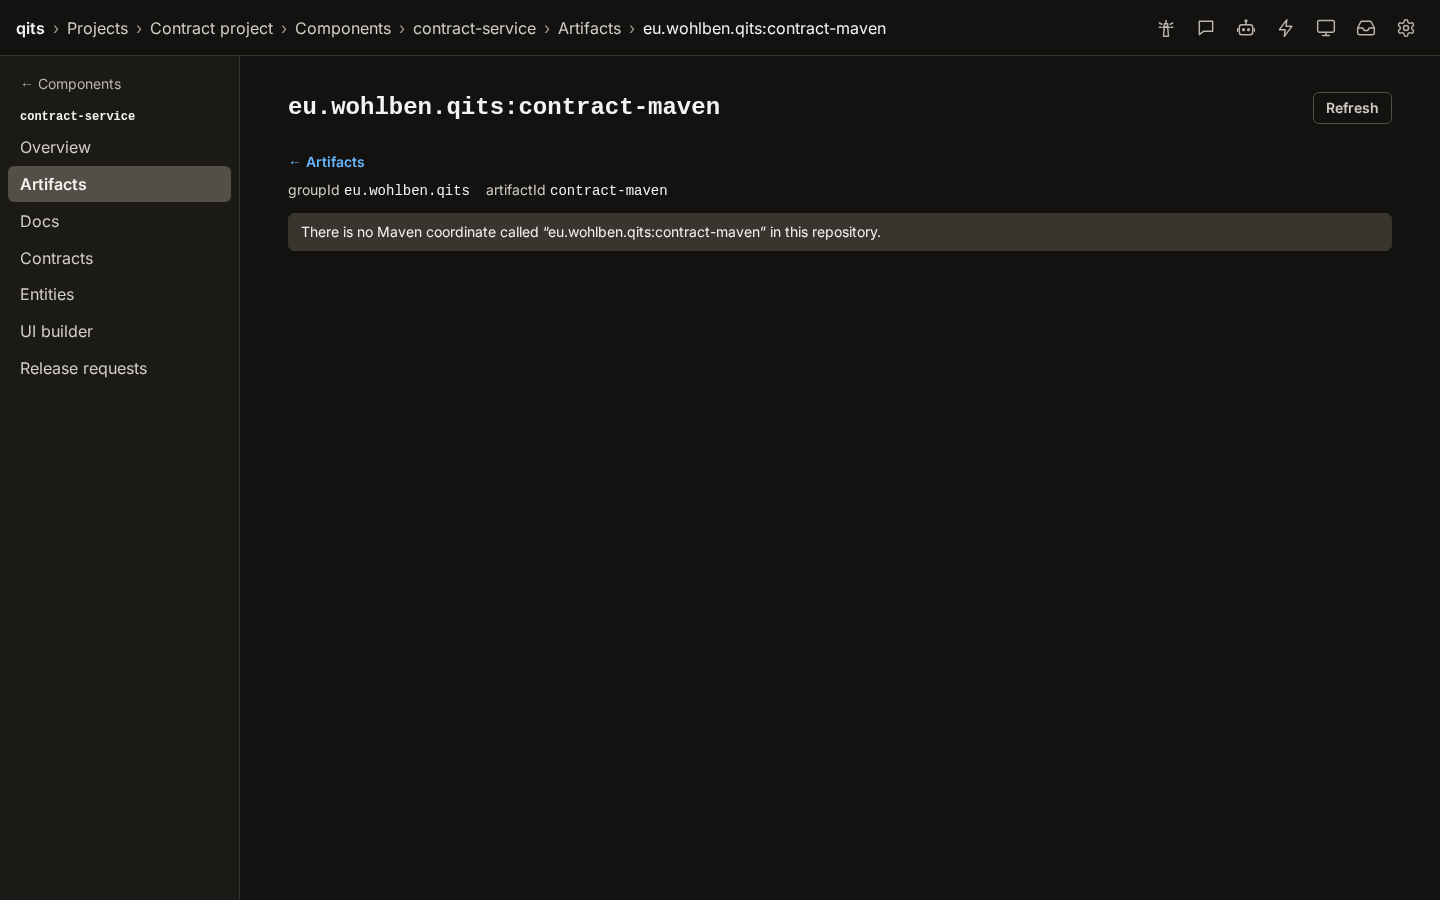 qits › Projects › Contract project › Components › contract-service › Artifacts › eu.wohlben.qits:contract-maven
← Components
contract-service
Overview
Artifacts
Docs
Contracts
Entities
UI builder
Release requests
eu.wohlben.qits:contract-maven
Refresh
← Artifacts
groupId eu.wohlben.qits artifactId contract-maven
There is no Maven coordinate called “eu.wohlben.qits:contract-maven” in this repository.